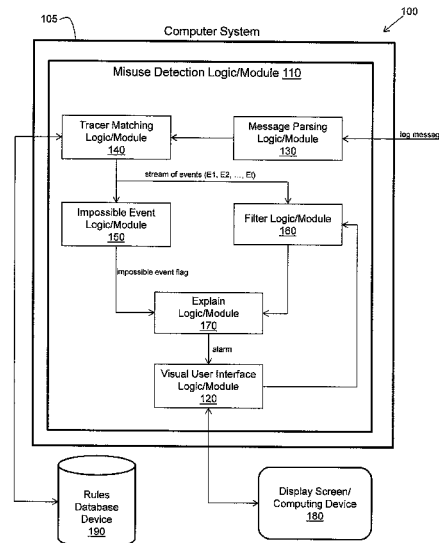 100
105
Computer System
Misuse Detection Logic/Module 110
Tracer Matching
Logic/Module
140
Message Parsing
Logic/Module
130
log messag
stream of events (E1, E2, ..., Et)
Impossible Event
Logic/Module
150
Filter Logic/Module
160
impossible event flag
Explain
Logic/Module
170
alarm
Visual User Interface
Logic/Module
120
Rules
Database
Device
190
Display Screen/
Computing Device
180